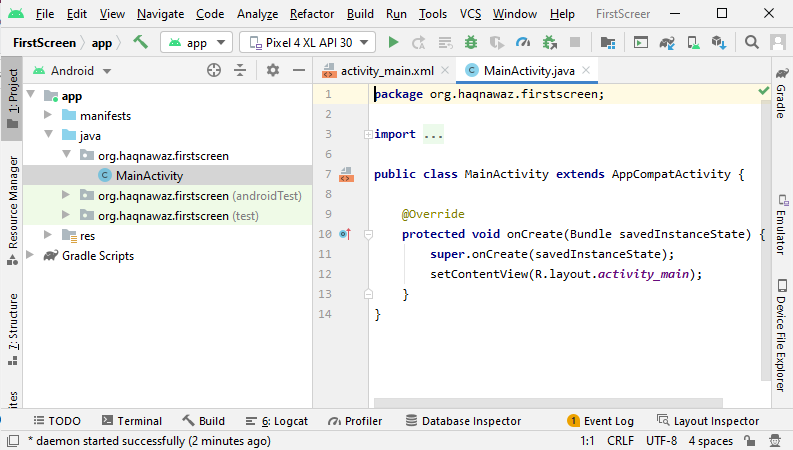 File Edit View Navigate Code Analyze Refactor Build Run Tools VCS Window Help FirstScreen
FirstScreen app app Pixel 4 XL API 30
1: Project
Android
activity_main.xml MainActivity.java
app
manifests
java
org.haqnawaz.firstscreen
MainActivity
org.haqnawaz.firstscreen (androidTest)
org.haqnawaz.firstscreen (test)
res
Gradle Scripts
Resource Manager
7: Structure
1 package org.haqnawaz.firstscreen;
2
3 import ...
6
7 public class MainActivity extends AppCompatActivity {
8
9 @Override
10 protected void onCreate(Bundle savedInstanceState) {
11 super.onCreate(savedInstanceState);
12 setContentView(R.layout.activity_main);
13 }
14 }
Gradle
Emulator
Device File Explorer
TODO Terminal Build 6: Logcat Profiler Database Inspector 1 Event Log Layout Inspector
* daemon started successfully (2 minutes ago) 1:1 CRLF UTF-8 4 spaces